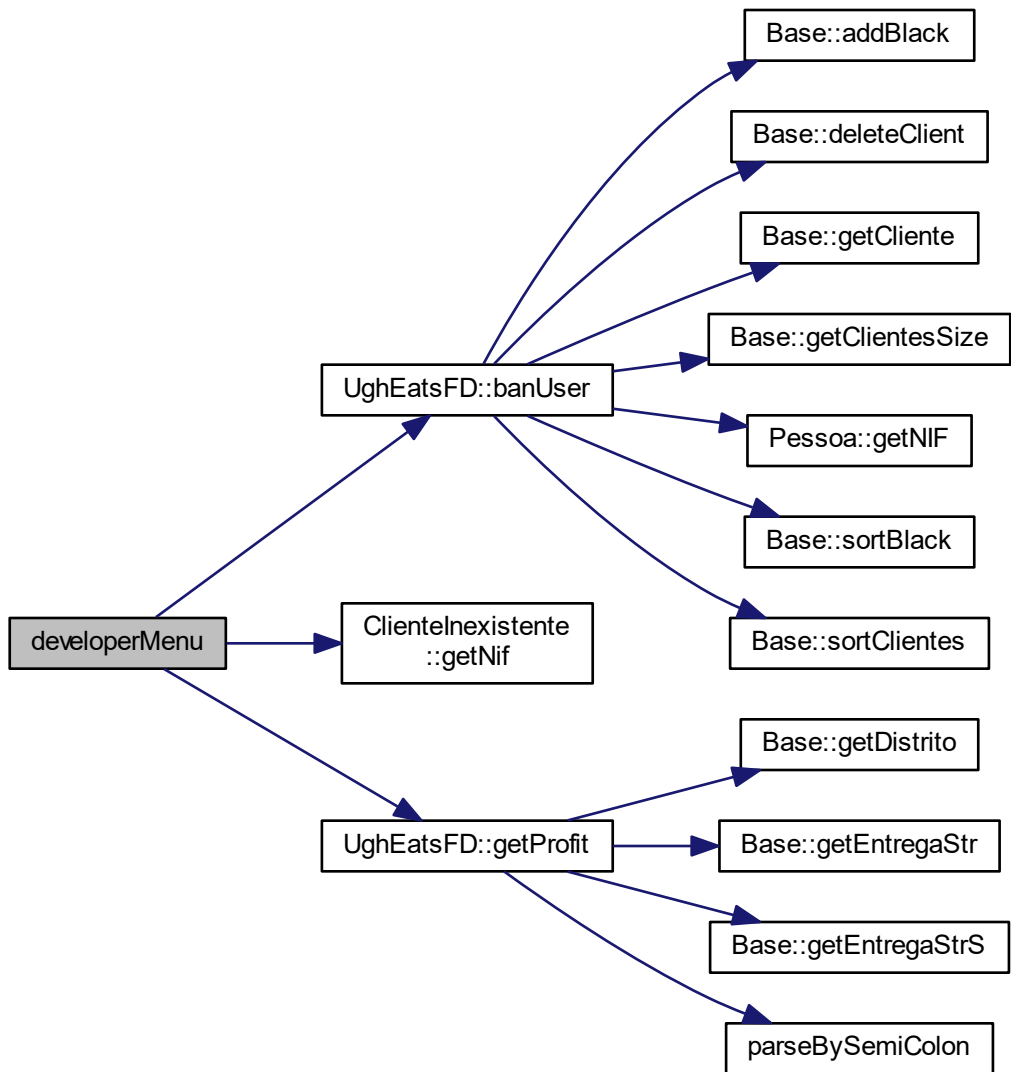 Base::addBlack
Base::deleteClient
Base::getCliente
Base::getClientesSize
UghEatsFD::banUser
Pessoa::getNIF
Base::sortBlack
developerMenu
ClienteInexistente
::getNif
Base::sortClientes
Base::getDistrito
UghEatsFD::getProfit
Base::getEntregaStr
Base::getEntregaStrS
parseBySemiColon